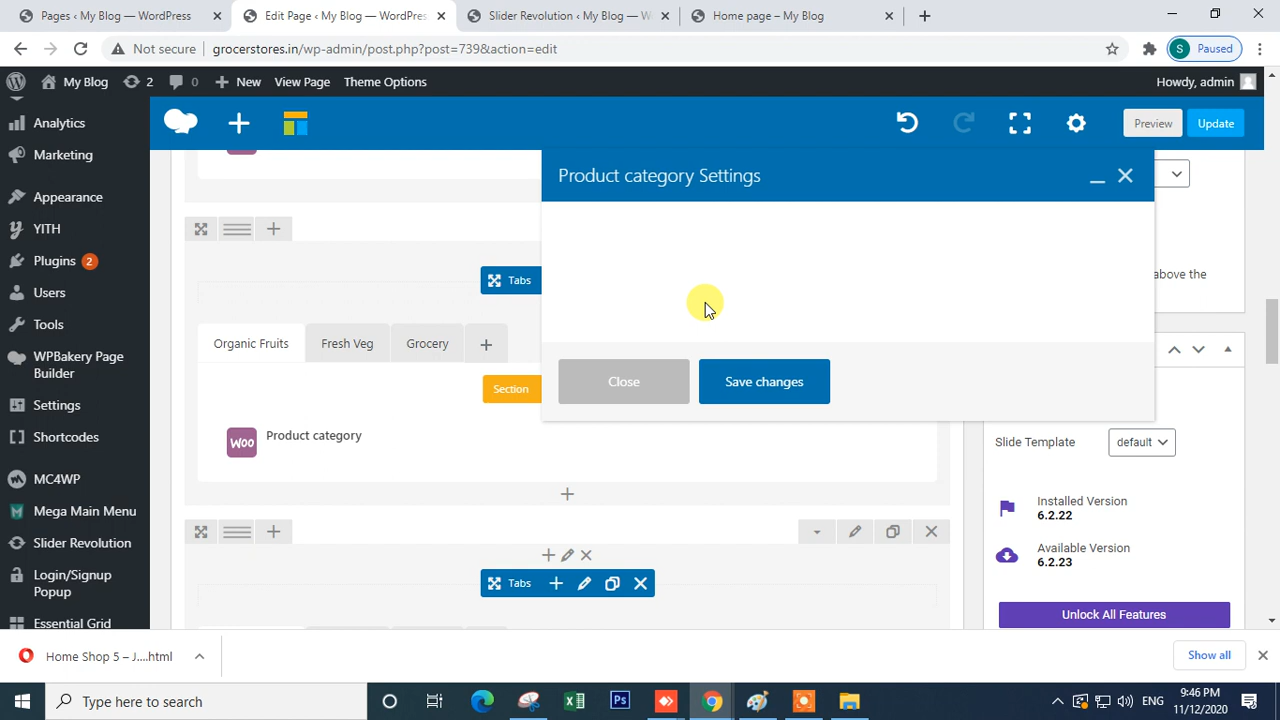 Pages ‹ My Blog — WordPress
Edit Page ‹ My Blog — WordPres
Slider Revolution ‹ My Blog — W
Home page – My Blog
Not secure
grocerstores.in/wp-admin/post.php?post=739&action=edit
S
Paused
My Blog
2
0
New
View Page
Theme Options
Howdy, admin
Analytics
Marketing
Appearance
YITH
Plugins 2
Users
Tools
WPBakery Page
Builder
Settings
Shortcodes
MC4WP
Mega Main Menu
Slider Revolution
Login/Signup
Popup
Essential Grid
Preview
Update
Product category Settings
Close
Save changes
Tabs
Organic Fruits
Fresh Veg
Grocery
Section
Woo
Product category
Tabs
above the
Slide Template
default
Installed Version
6.2.22
Available Version
6.2.23
Unlock All Features
Home Shop 5 – J....html
Show all
Type here to search
Ps
ENG
9:46 PM
11/12/2020